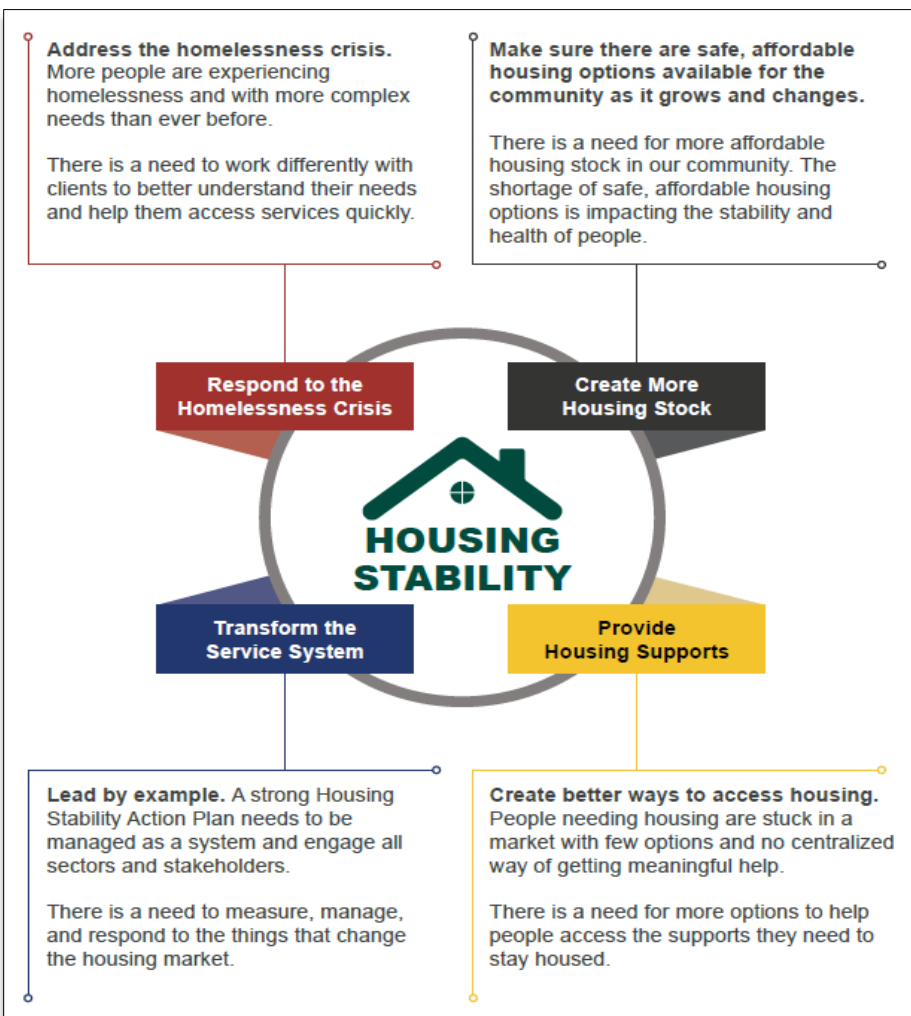 Address the homelessness crisis.
More people are experiencing
homelessness and with more complex
needs than ever before.
There is a need to work differently with
clients to better understand their needs
and help them access services quickly.
Make sure there are safe, affordable
housing options available for the
community as it grows and changes.
There is a need for more affordable
housing stock in our community. The
shortage of safe, affordable housing
options is impacting the stability and
health of people.
Respond to the
Homelessness Crisis
Create More
Housing Stock
HOUSING
STABILITY
Transform the
Service System
Provide
Housing Supports
Lead by example. A strong Housing
Stability Action Plan needs to be
managed as a system and engage all
sectors and stakeholders.
There is a need to measure, manage,
and respond to the things that change
the housing market.
Create better ways to access housing.
People needing housing are stuck in a
market with few options and no centralized
way of getting meaningful help.
There is a need for more options to help
people access the supports they need to
stay housed.